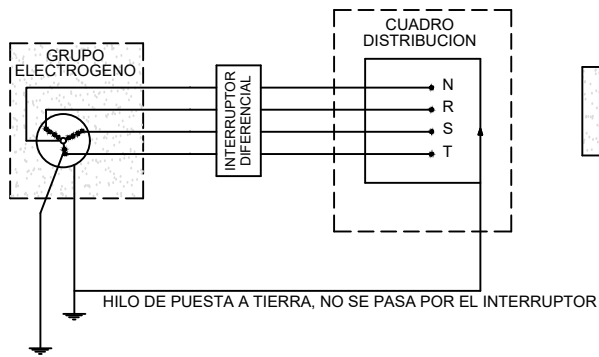 GRUPO
ELECTROGENO
INTERRUPTOR
DIFERENCIAL
CUADRO
DISTRIBUCION
N
R
S
T
HILO DE PUESTA A TIERRA, NO SE PASA POR EL INTERRUPTOR